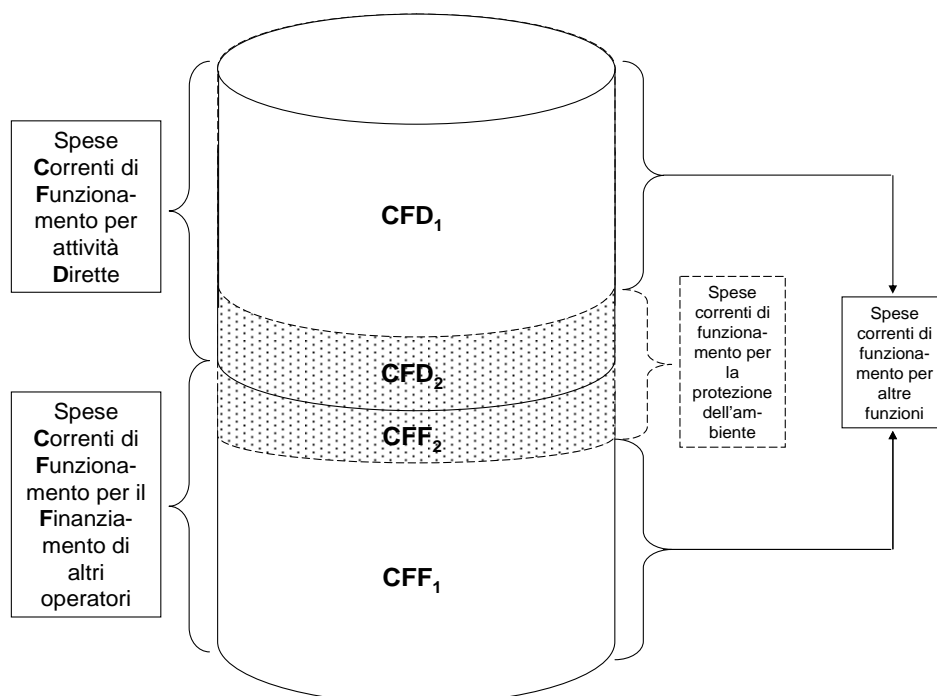 Spese
Correnti di
Funziona-
mento per
attività
Dirette
Spese
Correnti di
Funziona-
mento per il
Finanzia-
mento di
altri
operatori
CFD1
CFD2
CFF2
CFF1
Spese
correnti di
funziona-
mento per
la
protezione
dell'am-
biente
Spese
correnti di
funziona-
mento per
altre
funzioni